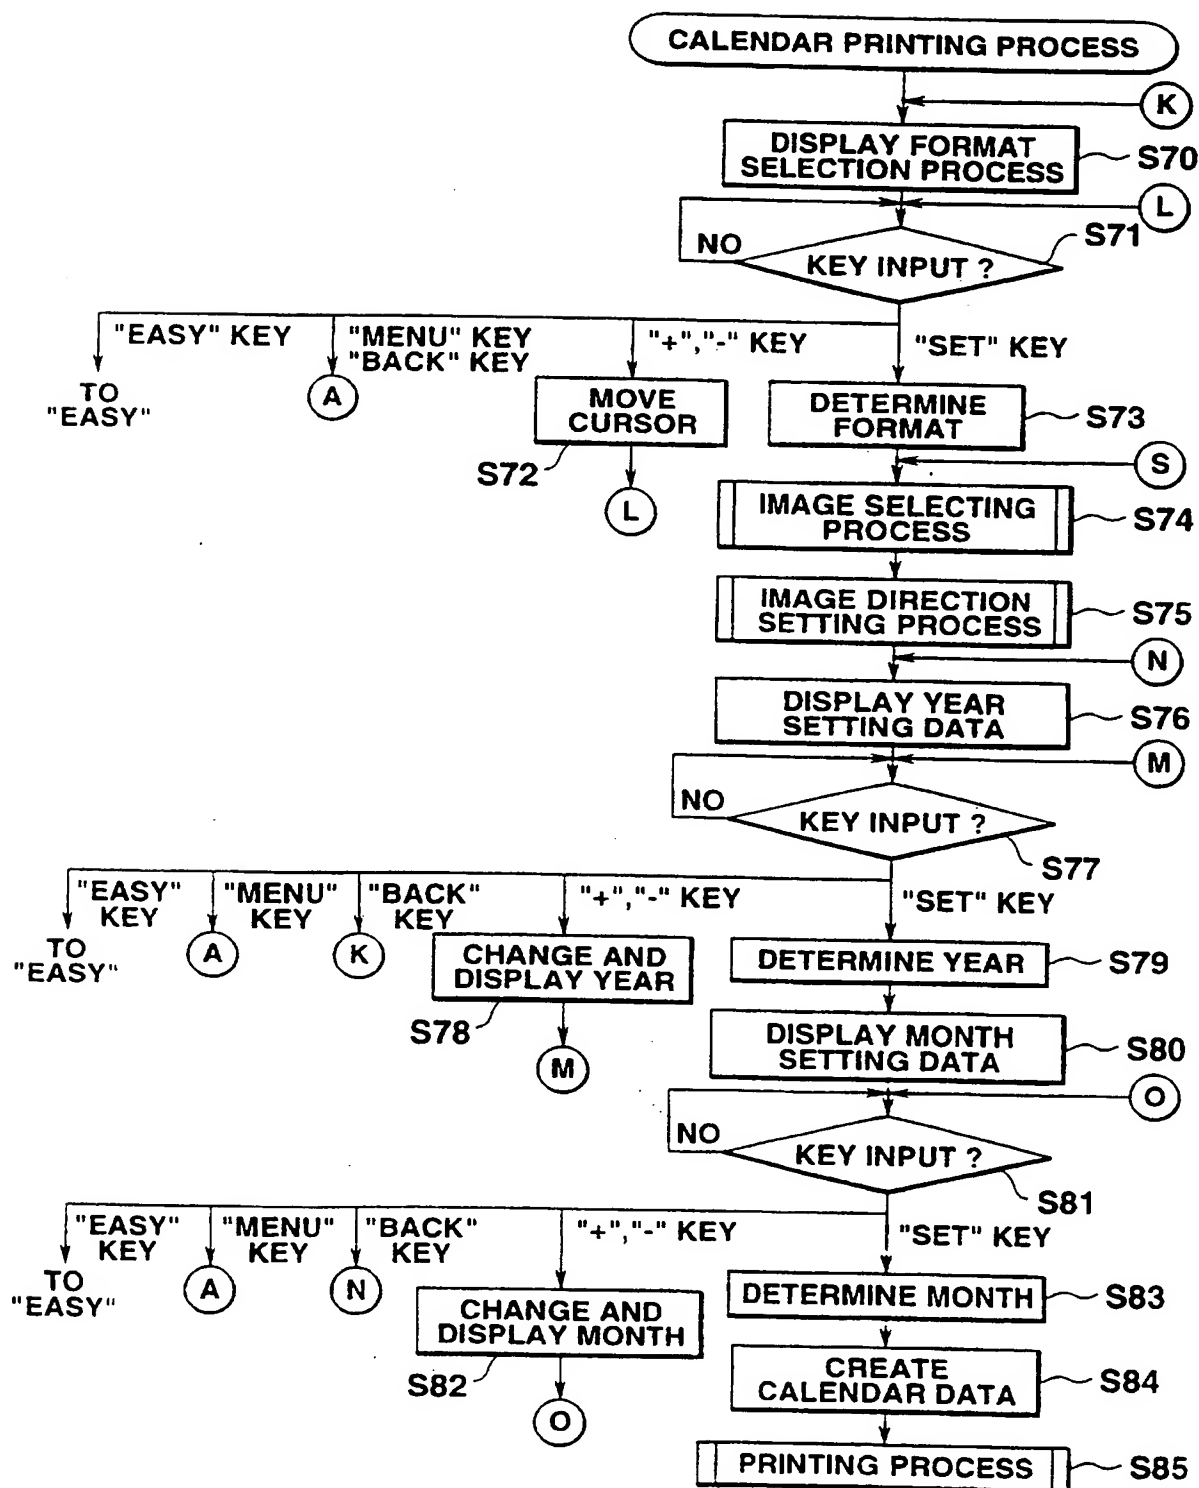 CALENDAR PRINTING PROCESS
K
DISPLAY FORMAT
SELECTION PROCESS
S70
L
S71
NO
KEY INPUT ?
"EASY" KEY
"MENU" KEY
"BACK" KEY
"+","-" KEY
"SET" KEY
TO
"EASY"
A
MOVE
CURSOR
S72
L
DETERMINE
FORMAT
S73
S
IMAGE SELECTING
PROCESS
S74
IMAGE DIRECTION
SETTING PROCESS
S75
N
DISPLAY YEAR
SETTING DATA
S76
M
NO
KEY INPUT ?
S77
"EASY"
KEY
"MENU"
KEY
"BACK"
KEY
"+","-" KEY
"SET" KEY
TO
"EASY"
A
K
CHANGE AND
DISPLAY YEAR
S78
M
DETERMINE YEAR
S79
DISPLAY MONTH
SETTING DATA
S80
O
NO
KEY INPUT ?
S81
"EASY"
KEY
"MENU"
KEY
"BACK"
KEY
"+","-" KEY
"SET" KEY
TO
"EASY"
A
N
CHANGE AND
DISPLAY MONTH
S82
O
DETERMINE MONTH
S83
CREATE
CALENDAR DATA
S84
PRINTING PROCESS
S85